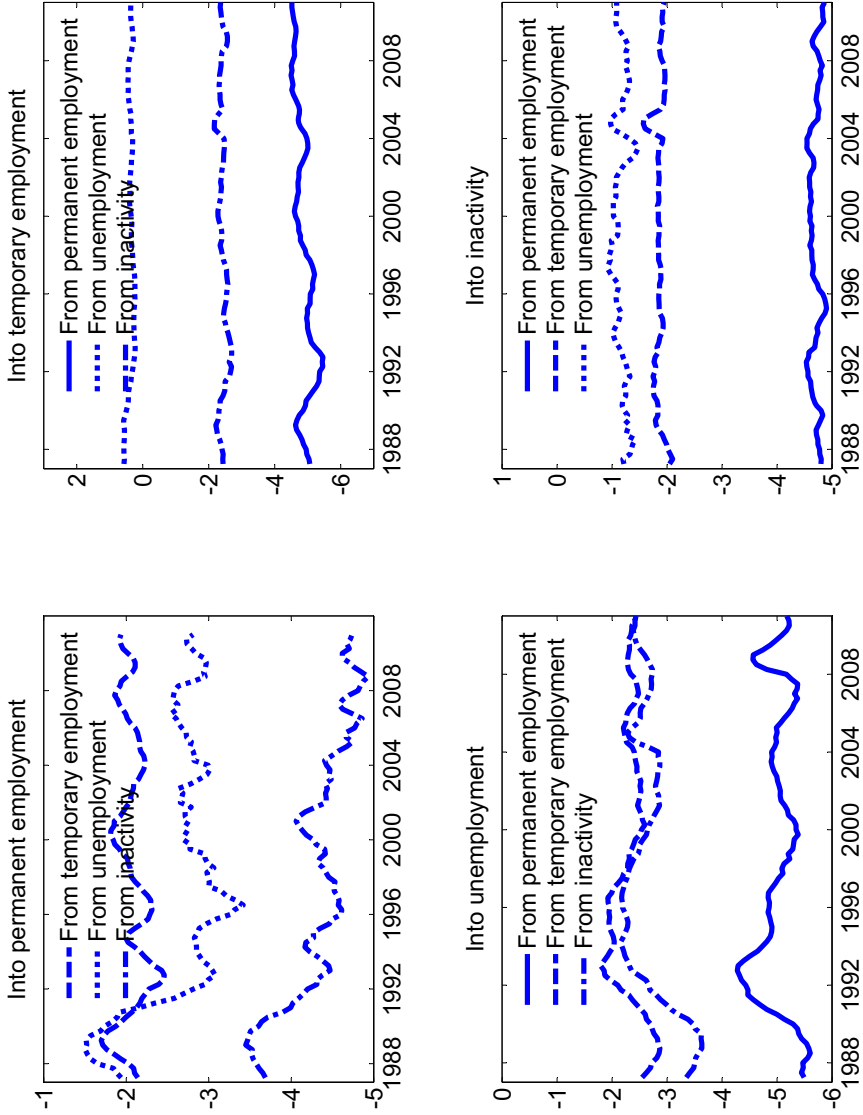 Into permanent employment
From temporary employment
From unemployment
From inactivity
-1
-2
-3
-4
-5
1988 1992 1996 2000 2004 2008
Into temporary employment
From permanent employment
From unemployment
From inactivity
2
0
-2
-4
-6
1988 1992 1996 2000 2004 2008
Into unemployment
From permanent employment
From temporary employment
From inactivity
0
-1
-2
-3
-4
-5
-6
1988 1992 1996 2000 2004 2008
Into inactivity
From permanent employment
From temporary employment
From unemployment
1
0
-1
-2
-3
-4
-5
1988 1992 1996 2000 2004 2008